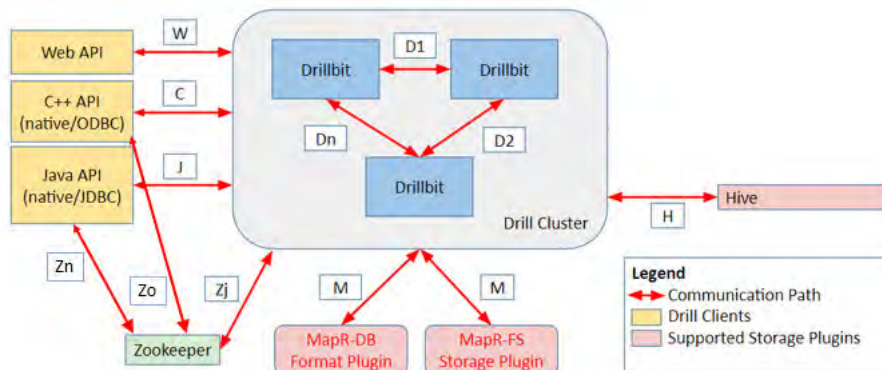 W
Web API
D1
Drillbit
Drillbit
C++ API
(native/ODBC)
C
Dn
D2
Java API
(native/JDBC)
J
Drillbit
Hive
H
Drill Cluster
Zn
Zo
Zj
M
M
Legend
Communication Path
Drill Clients
Supported Storage Plugins
Zookeeper
MapR-DB
Format Plugin
MapR-FS
Storage Plugin